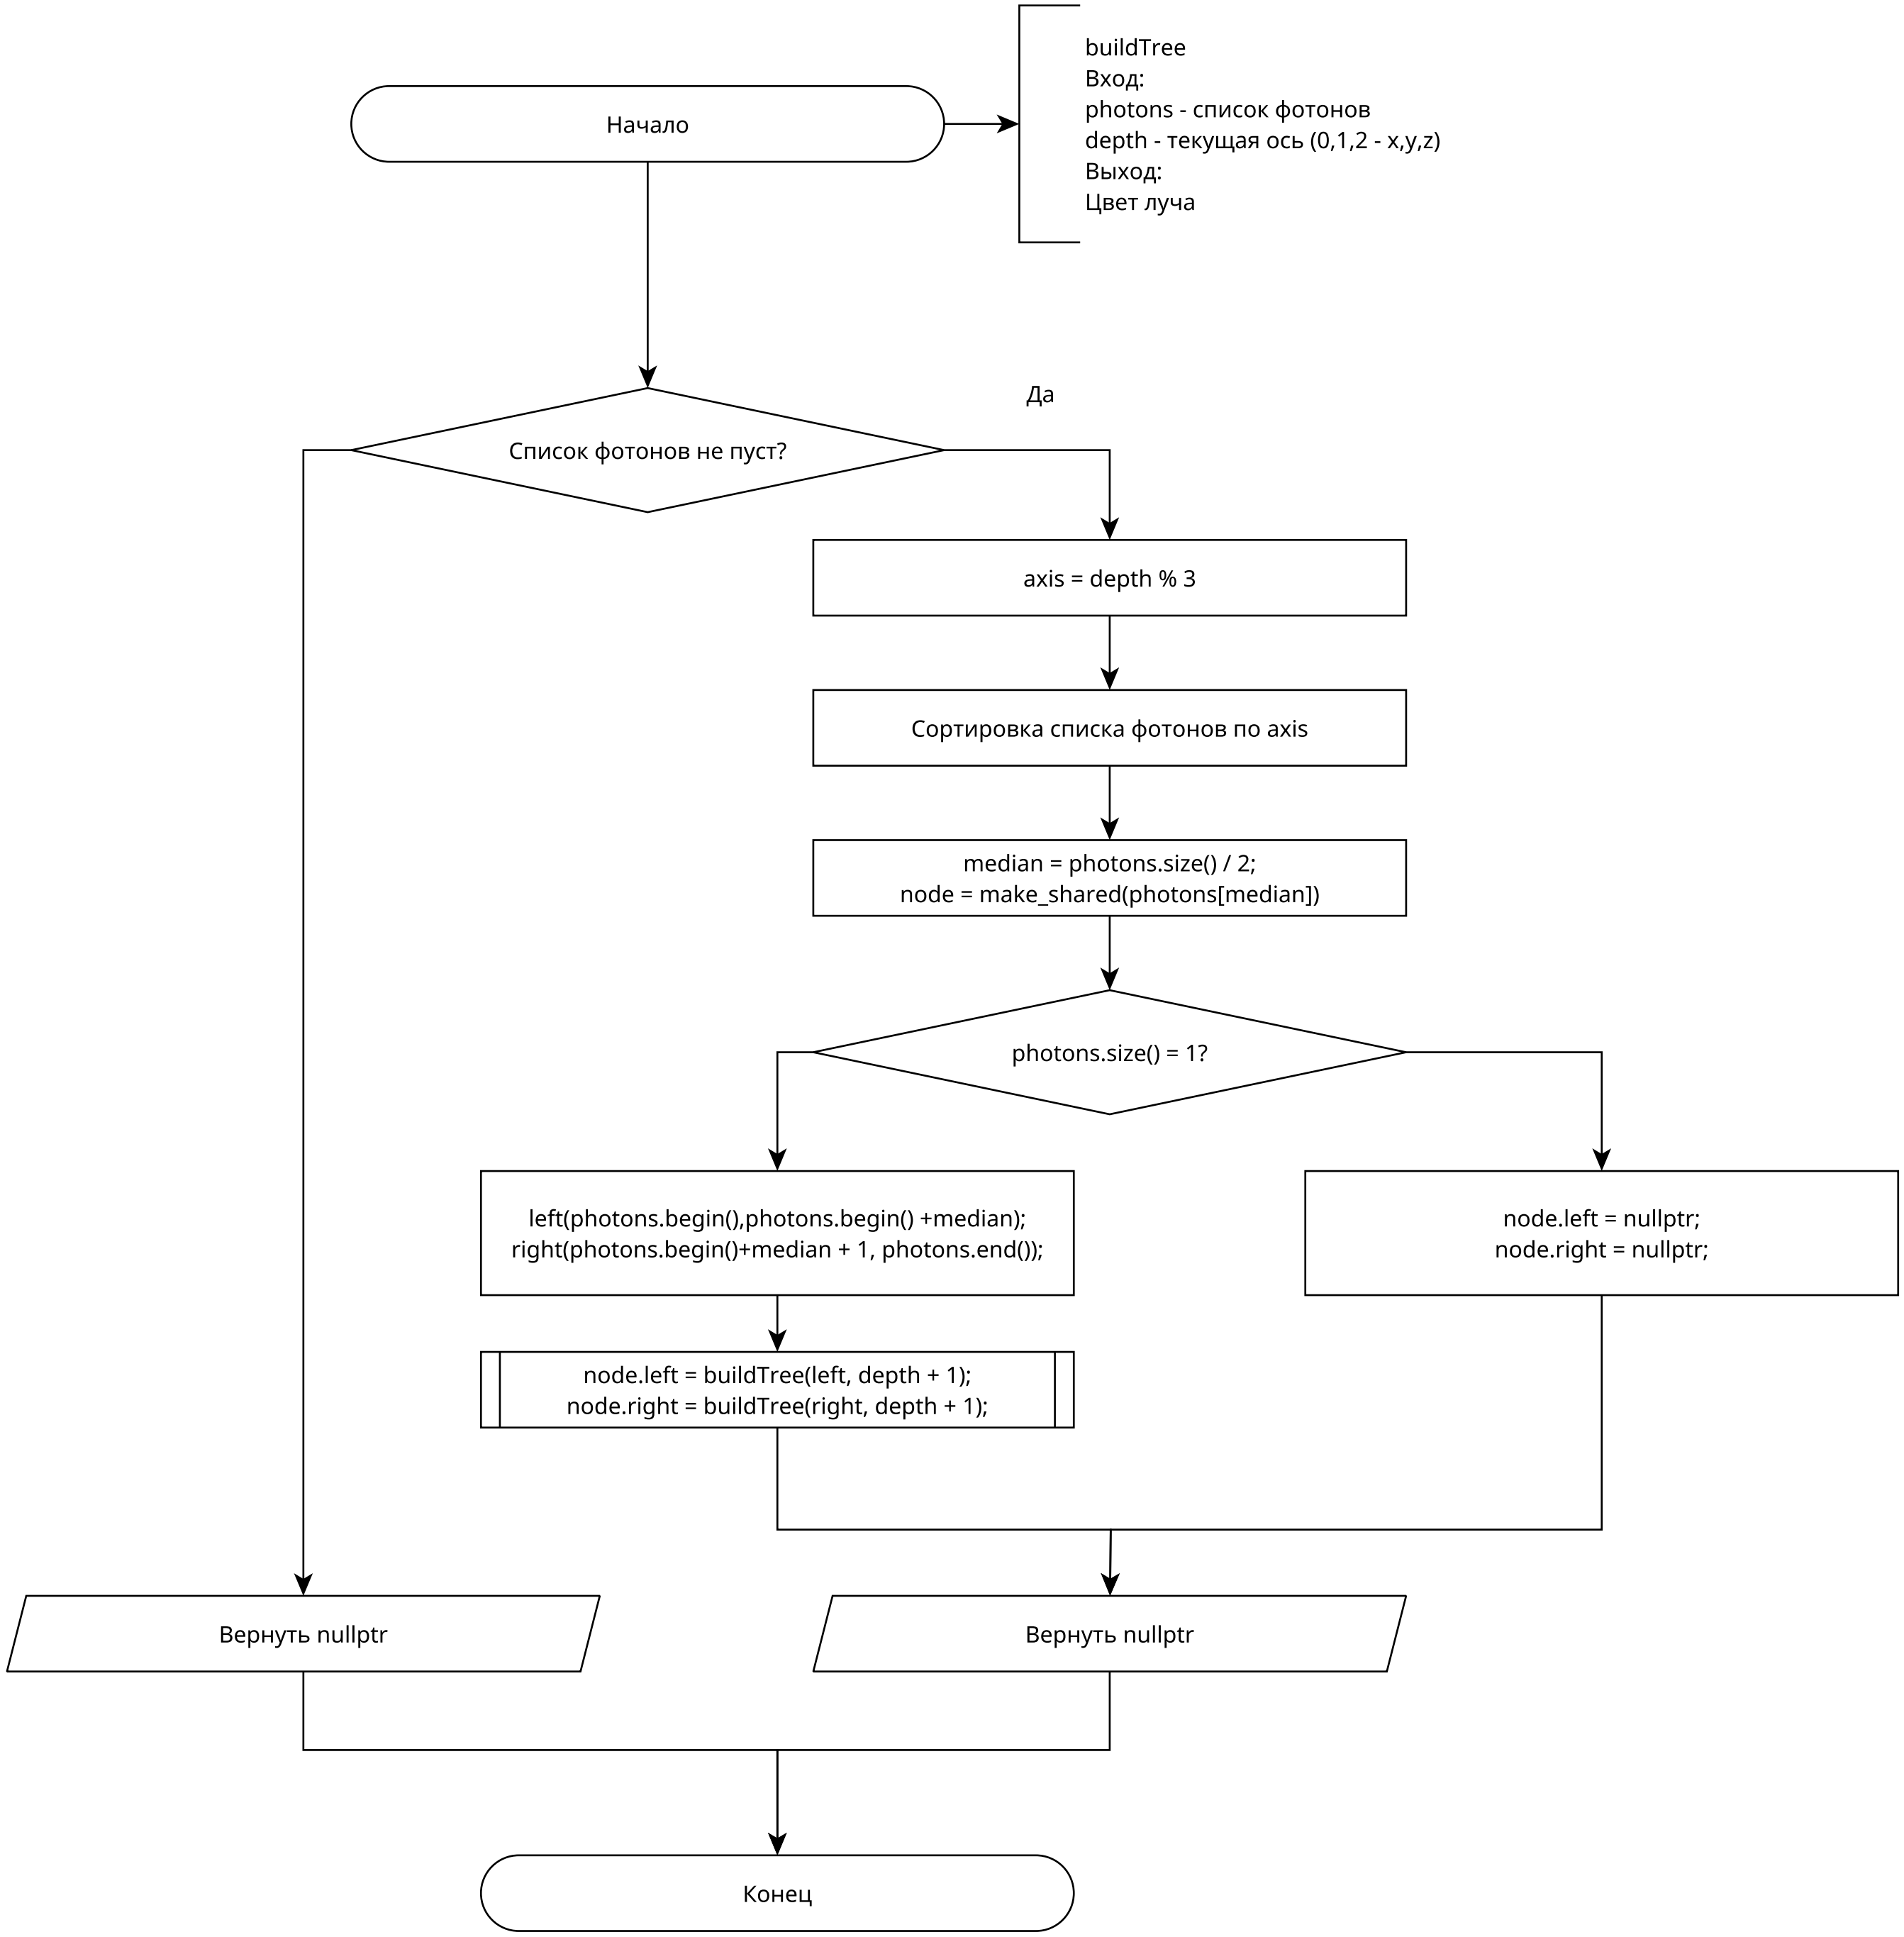 Начало
buildTree
Вход:
photons - список фотонов
depth - текущая ось (0,1,2 - x,y,z)
Выход:
Цвет луча
Да
Список фотонов не пуст?
axis = depth % 3
Сортировка списка фотонов по axis
median = photons.size() / 2;
node = make_shared(photons[median])
photons.size() = 1?
left(photons.begin(),photons.begin() +median);
right(photons.begin()+median + 1, photons.end());
node.left = nullptr;
node.right = nullptr;
node.left = buildTree(left, depth + 1);
node.right = buildTree(right, depth + 1);
Вернуть nullptr
Вернуть nullptr
Конец